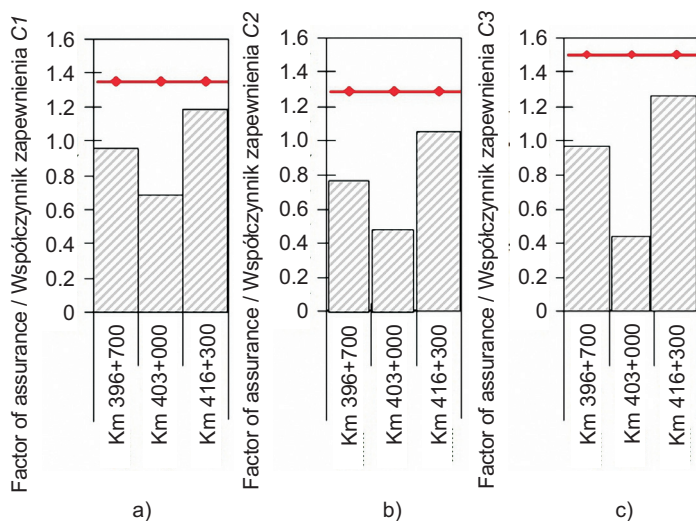 Factor of assurance / Współczynnik zapewnienia C1
1.6
1.4
1.2
1.0
0.8
0.6
0.4
0.2
0
Km 396+700
Km 403+000
Km 416+300
a)
Factor of assurance / Współczynnik zapewnienia C2
1.6
1.4
1.2
1.0
0.8
0.6
0.4
0.2
0
Km 396+700
Km 403+000
Km 416+300
b)
Factor of assurance / Współczynnik zapewnienia C3
1.6
1.4
1.2
1.0
0.8
0.6
0.4
0.2
0
Km 396+700
Km 403+000
Km 416+300
c)